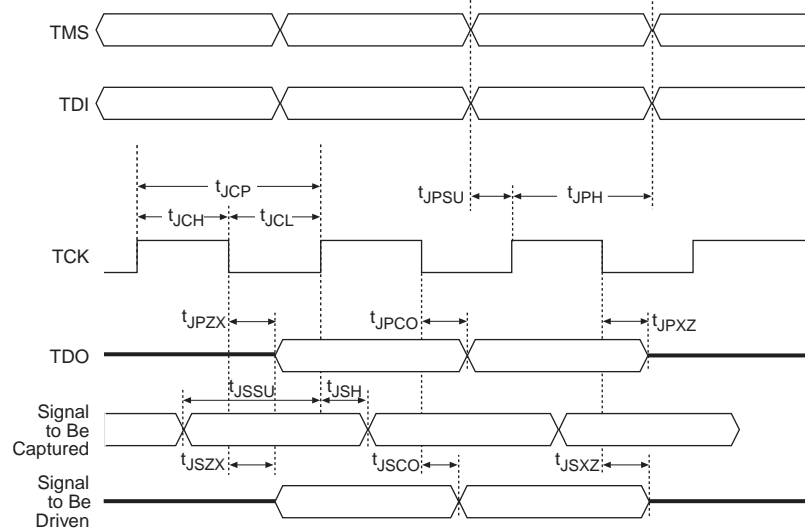 TMS
TDI
tJCP
tJPSU
tJPH
tJCH
tJCL
TCK
tJPZX
tJPCO
tJPXZ
TDO
tJSSU
tJSH
Signal
to Be
Captured
tJSZX
tJSCO
tJSXZ
Signal
to Be
Driven